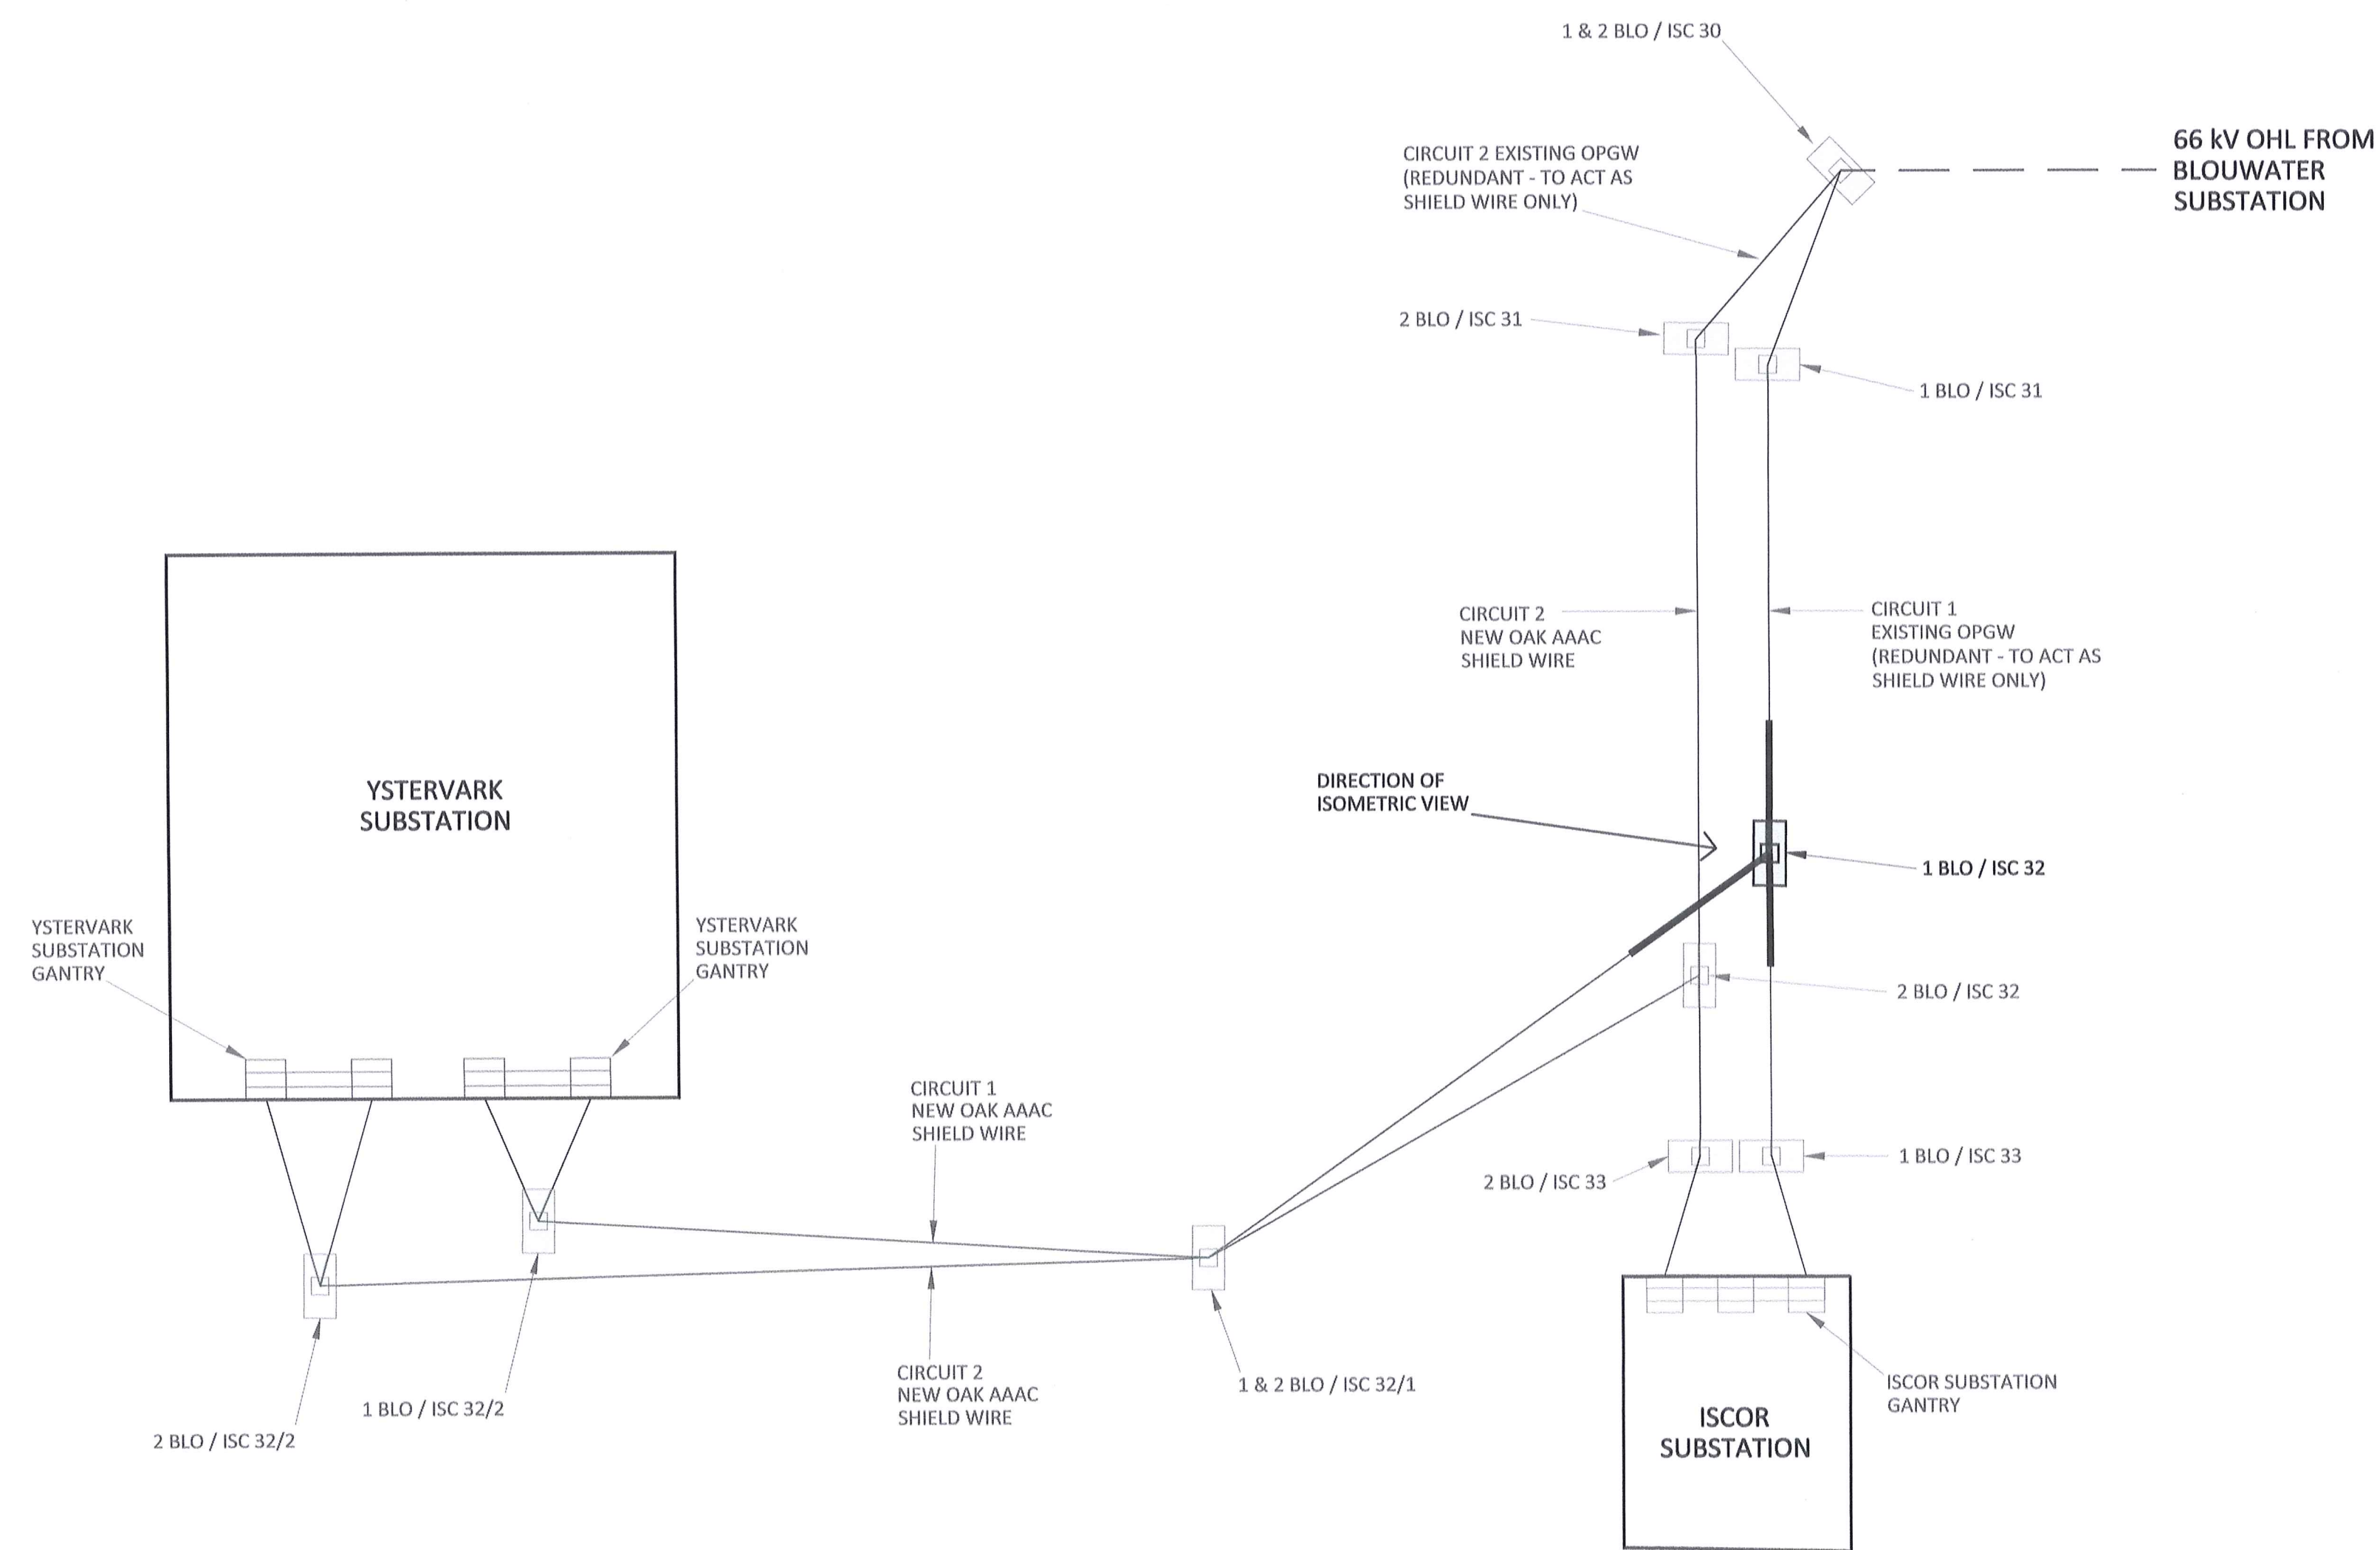 1 & 2 BLO / ISC 30
66 kV OHL FROM
BLOUWATER
SUBSTATION
CIRCUIT 2 EXISTING OPGW
(REDUNDANT - TO ACT AS
SHIELD WIRE ONLY)
2 BLO / ISC 31
1 BLO / ISC 31
CIRCUIT 2
NEW OAK AAAC
SHIELD WIRE
CIRCUIT 1
EXISTING OPGW
(REDUNDANT - TO ACT AS
SHIELD WIRE ONLY)
YSTERVARK
SUBSTATION
DIRECTION OF
ISOMETRIC VIEW
1 BLO / ISC 32
YSTERVARK
SUBSTATION
GANTRY
YSTERVARK
SUBSTATION
GANTRY
2 BLO / ISC 32
CIRCUIT 1
NEW OAK AAAC
SHIELD WIRE
2 BLO / ISC 33
1 BLO / ISC 33
CIRCUIT 2
NEW OAK AAAC
SHIELD WIRE
1 & 2 BLO / ISC 32/1
1 BLO / ISC 32/2
2 BLO / ISC 32/2
ISCOR SUBSTATION
GANTRY
ISCOR
SUBSTATION